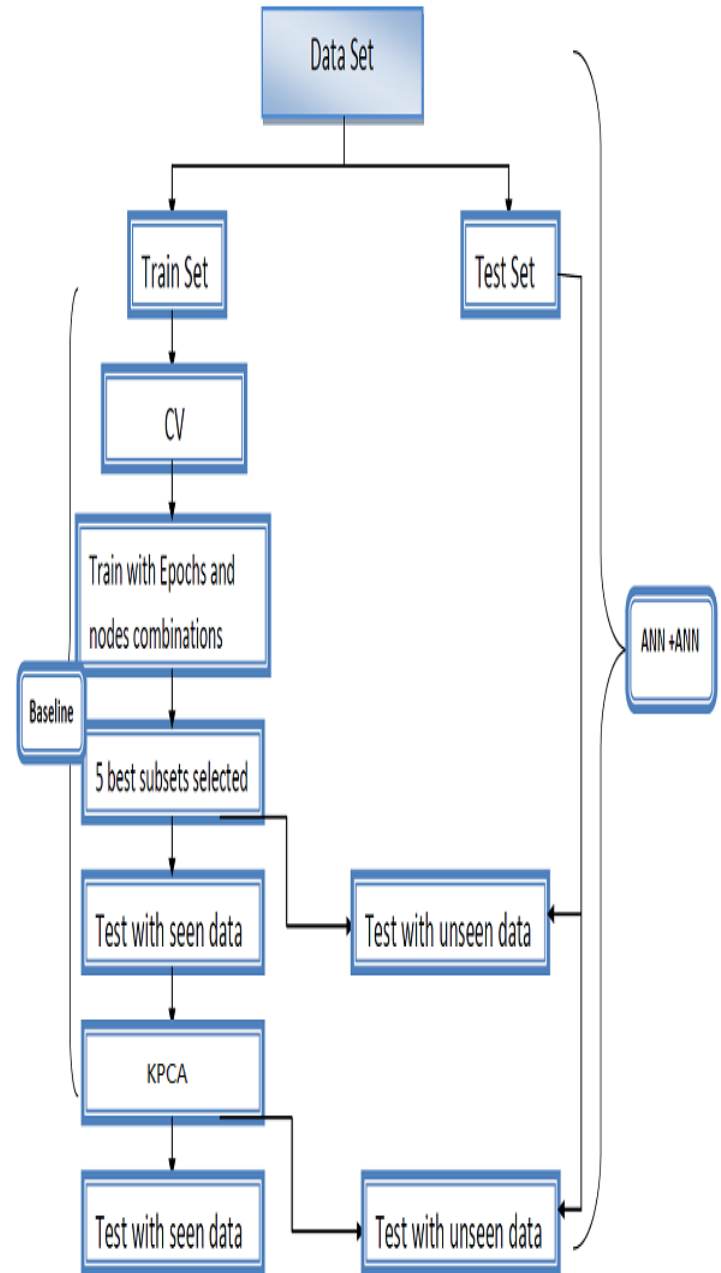 Data Set
Train Set
Test Set
CV
Train with Epochs and
nodes combinations
ANN +ANN
Baseline
5 best subsets selected
Test with seen data
Test with unseen data
KPCA
Test with seen data
Test with unseen data